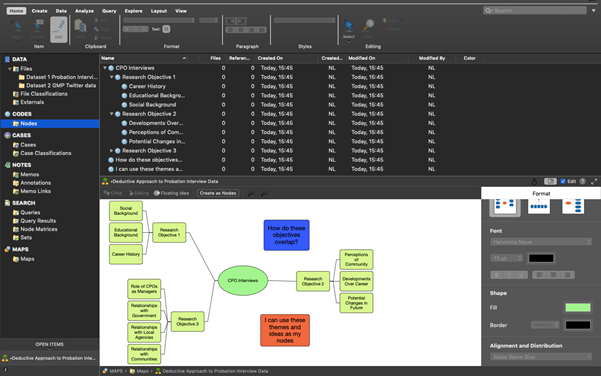 Home Create Data Analyze Query Explore Layout View
Search
Item Clipboard Format Paragraph Styles Editing
Text
Edit
Select
DATA
Files
Dataset 1 Probation Intervi...
Dataset 2 GMP Twitter data
File Classifications
Externals
CODES
Nodes
CASES
Cases
Case Classifications
NOTES
Memos
Annotations
Memo Links
SEARCH
Queries
Query Results
Node Matrices
Sets
MAPS
Maps
OPEN ITEMS
•Deductive Approach to Probation Inte...
Name Files Referen... Created On Created... Modified On Modified By Color
CPO Interviews 0 0 Today, 15:45 NL Today, 15:45 NL
Research Objective 1 0 0 Today, 15:45 NL Today, 15:45 NL
Career History 0 0 Today, 15:45 NL Today, 15:45 NL
Educational Backgro... 0 0 Today, 15:45 NL Today, 15:45 NL
Social Background 0 0 Today, 15:45 NL Today, 15:45 NL
Research Objective 2 0 0 Today, 15:45 NL Today, 15:45 NL
Developments Over... 0 0 Today, 15:45 NL Today, 15:45 NL
Perceptions of Com... 0 0 Today, 15:45 NL Today, 15:45 NL
Potential Changes in... 0 0 Today, 15:45 NL Today, 15:45 NL
Research Objective 3 0 0 Today, 15:45 NL Today, 15:45 NL
How do these objectives... 0 0 Today, 15:45 NL Today, 15:45 NL
I can use these themes a... 0 0 Today, 15:45 NL Today, 15:45 NL
•Deductive Approach to Probation Interview Data
Edit
Child Sibling Floating Idea Create as Nodes
Social
Background
Educational
Background
Career History
Research
Objective 1
Role of CPOs
as Managers
Relationships
with
Government
Relationships
with Local
Agencies
Relationships
with
Communities
Research
Objective 3
CPO Interviews
How do these
objectives
overlap?
I can use these
themes and
ideas as my
nodes
Research
Objective 2
Perceptions
of
Community
Developments
Over Career
Potential
Changes in
Future
Format
Font
Helvetica Neue
Shape
Fill
Border
Alignment and Distribution
Make Same Size
MAPS Maps Deductive Approach to Probation Interview Data